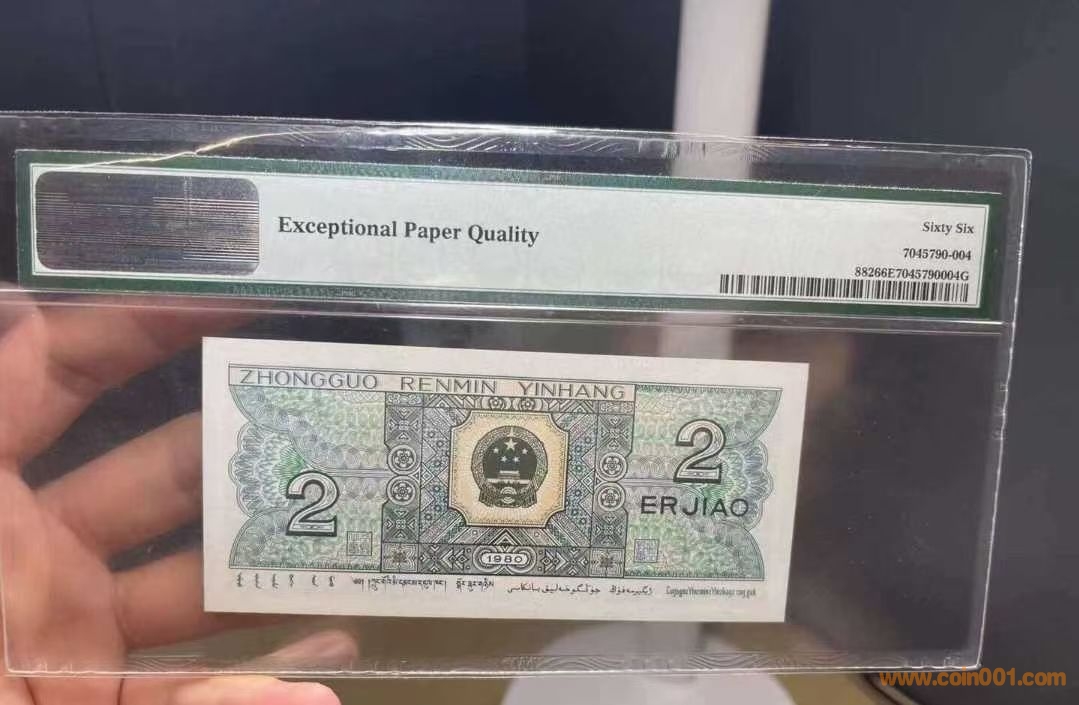 Exceptional Paper Quality
Sixty Six
7045790-004
88266E7045790004G
ZHONGGUO RENMIN YINHANG
2
2
ERJIAO
1980
www.coin001.com